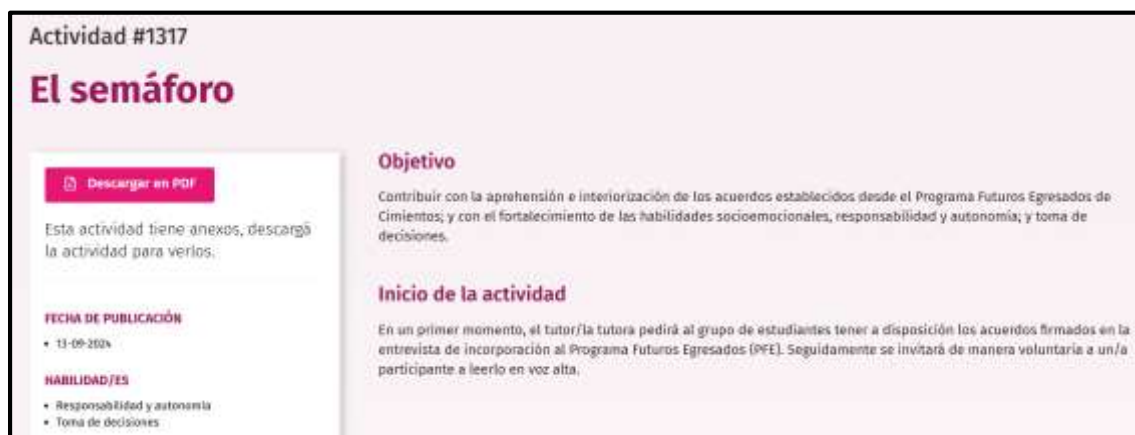 Actividad #1317
El semáforo
Descargar en PDF
Esta actividad tiene anexos, descargá
la actividad para verlos.
FECHA DE PUBLICACIÓN
• 13-09-2024
HABILIDAD/ES
• Responsabilidad y autonomía
• Toma de decisiones
Objetivo
Contribuir con la aprehensión e interiorización de los acuerdos establecidos desde el Programa Futuros Egresados de
Cimientos; y con el fortalecimiento de las habilidades socioemocionales, responsabilidad y autonomía; y toma de
decisiones.
Inicio de la actividad
En un primer momento, el tutor/la tutora pedirá al grupo de estudiantes tener a disposición los acuerdos firmados en la
entrevista de incorporación al Programa Futuros Egresados (PFE). Seguidamente se invitará de manera voluntaria a un/a
participante a leerlo en voz alta.